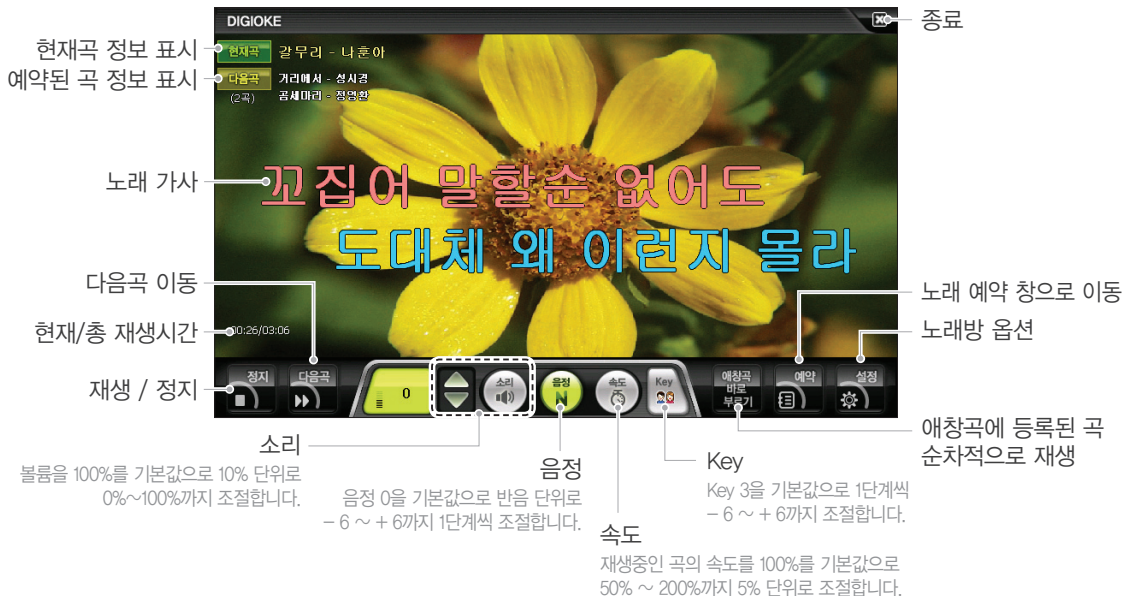 DIGIOKE
종료
현재곡 정보 표시
현재곡
갈무리 - 나훈아
예약된 곡 정보 표시
다음곡
거리에서 - 성시경
(2곡)
곰세마리 - 정영환
노래 가사
꼬집어 말할순 없어도
도대체 왜 이런지 몰라
다음곡 이동
노래 예약 창으로 이동
현재/총 재생시간
00:26/03:06
노래방 옵션
재생 / 정지
정지
다음곡
0
소리
음정
N
속도
Key
애창곡
바로
부르기
예약
설정
애창곡에 등록된 곡
순차적으로 재생
소리
볼륨을 100%를 기본값으로 10% 단위로
0%~100%까지 조절합니다.
음정
음정 0을 기본값으로 반음 단위로
– 6 ~ + 6까지 1단계씩 조절합니다.
Key
Key 3을 기본값으로 1단계씩
– 6 ~ + 6까지 조절합니다.
속도
재생중인 곡의 속도를 100%를 기본값으로
50% ~ 200%까지 5% 단위로 조절합니다.